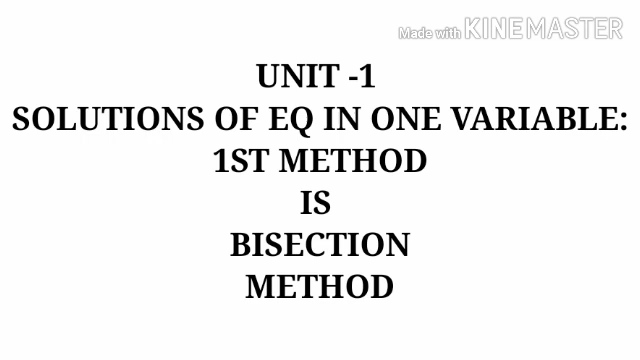 Made with KINEMASTER
UNIT -1
SOLUTIONS OF EQ IN ONE VARIABLE:
1ST METHOD
IS
BISECTION
METHOD